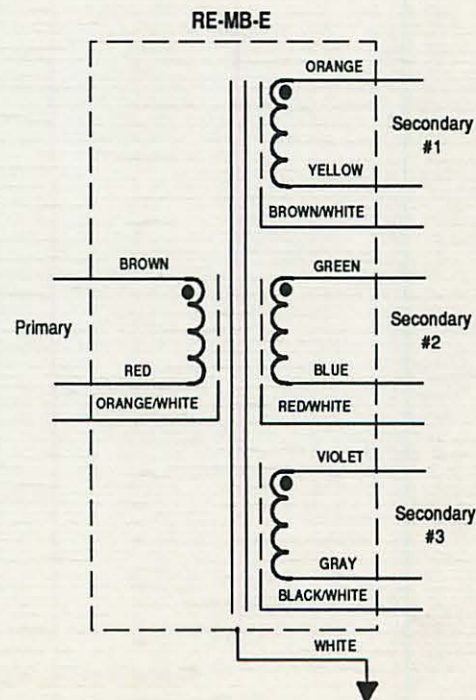 RE-MB-E
ORANGE
Secondary
#1
YELLOW
BROWN/WHITE
BROWN
GREEN
Primary
Secondary
#2
RED
BLUE
ORANGE/WHITE
RED/WHITE
VIOLET
Secondary
#3
GRAY
BLACK/WHITE
WHITE